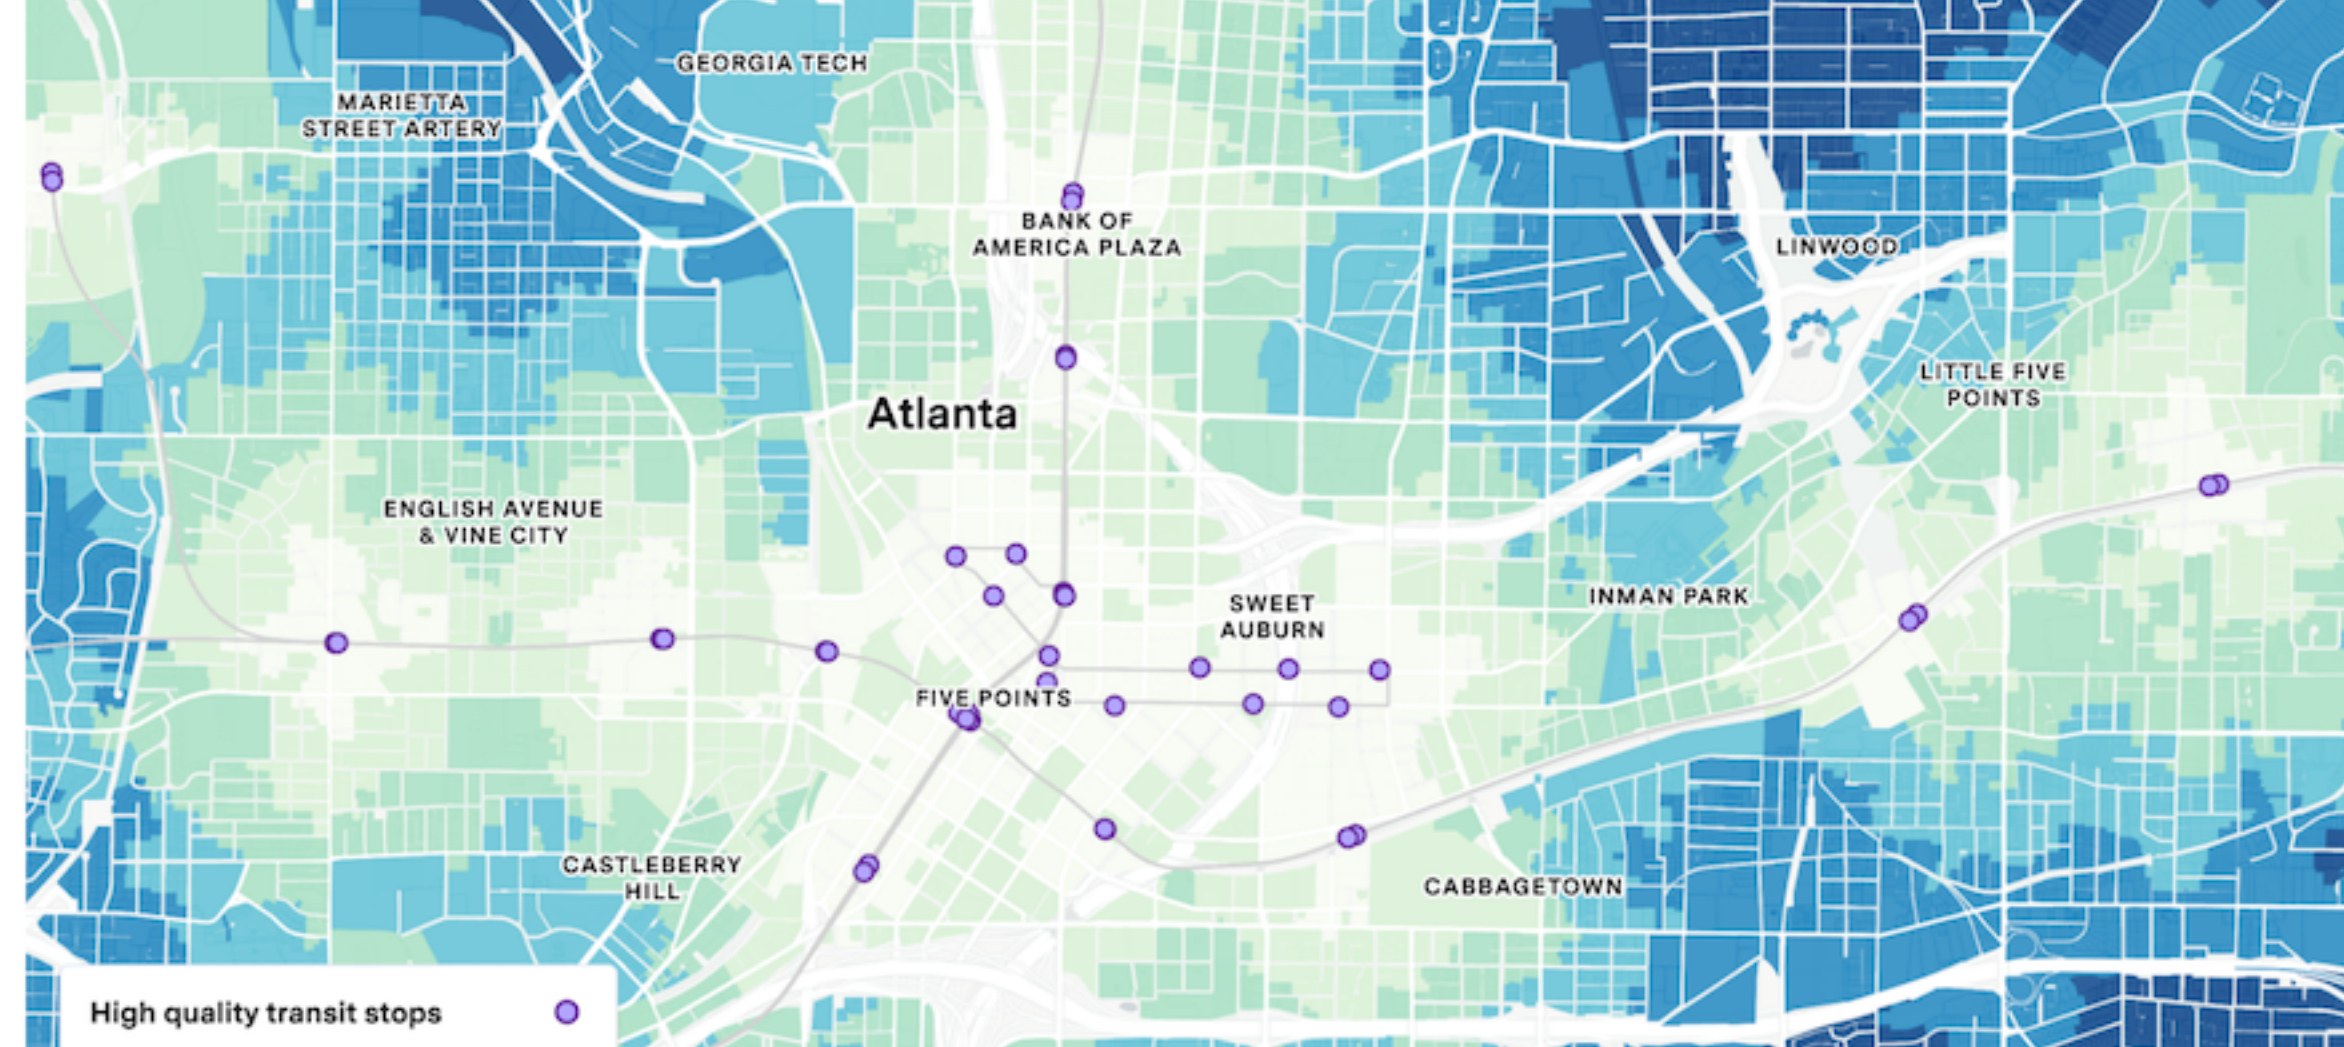 GEORGIA TECH
MARIETTA
STREET ARTERY
BANK OF
AMERICA PLAZA
LINWOOD
LITTLE FIVE
POINTS
Atlanta
ENGLISH AVENUE
& VINE CITY
SWEET
AUBURN
INMAN PARK
FIVE POINTS
CASTLEBERRY
HILL
CABBAGETOWN
High quality transit stops